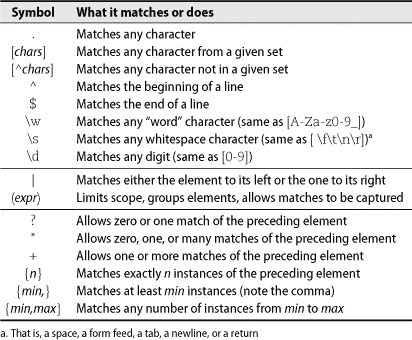 Symbol What it matches or does
. Matches any character
[chars] Matches any character from a given set
[^chars] Matches any character not in a given set
^ Matches the beginning of a line
$ Matches the end of a line
\w Matches any “word” character (same as [A-Za-z0-9_])
\s Matches any whitespace character (same as [ \f\t\n\r])a
\d Matches any digit (same as [0-9])
| Matches either the element to its left or the one to its right
(expr) Limits scope, groups elements, allows matches to be captured
? Allows zero or one match of the preceding element
* Allows zero, one, or many matches of the preceding element
+ Allows one or more matches of the preceding element
{n} Matches exactly n instances of the preceding element
{min,} Matches at least min instances (note the comma)
{min,max} Matches any number of instances from min to max
a. That is, a space, a form feed, a tab, a newline, or a return